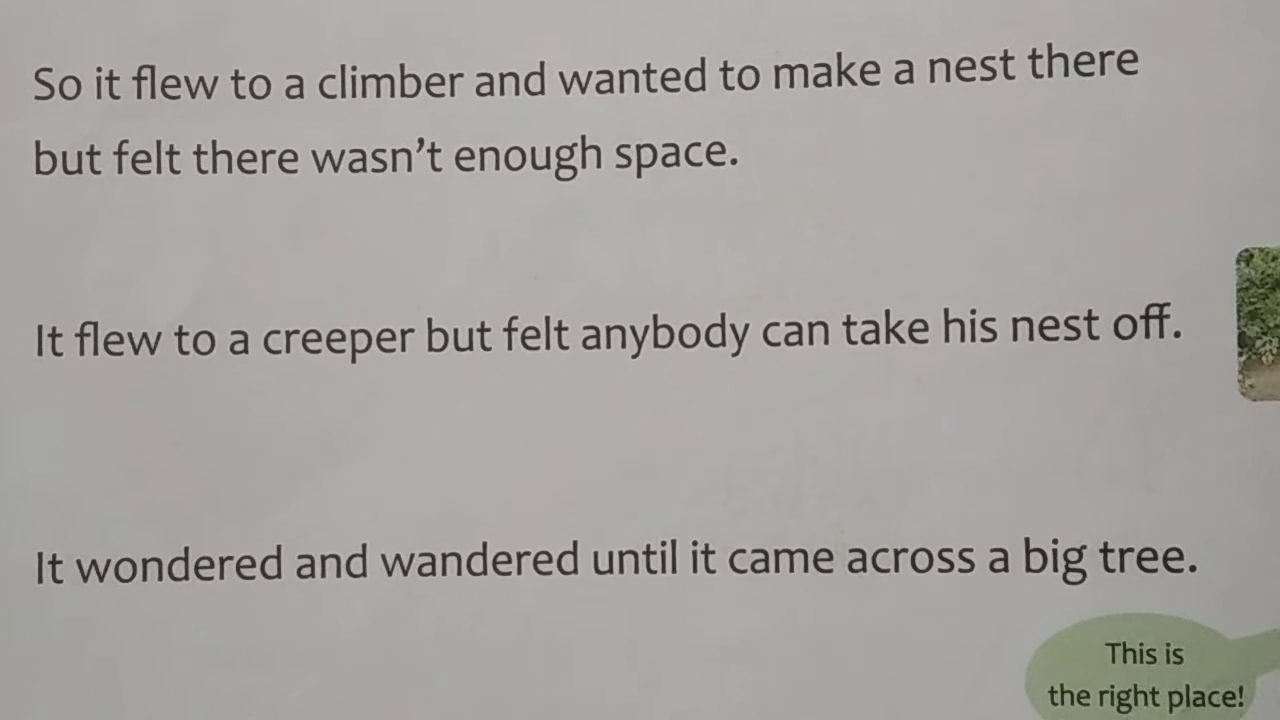 So it flew to a climber and wanted to make a nest there
but felt there wasn't enough space.
It flew to a creeper but felt anybody can take his nest off.
It wondered and wandered until it came across a big tree.
This is
the right place!